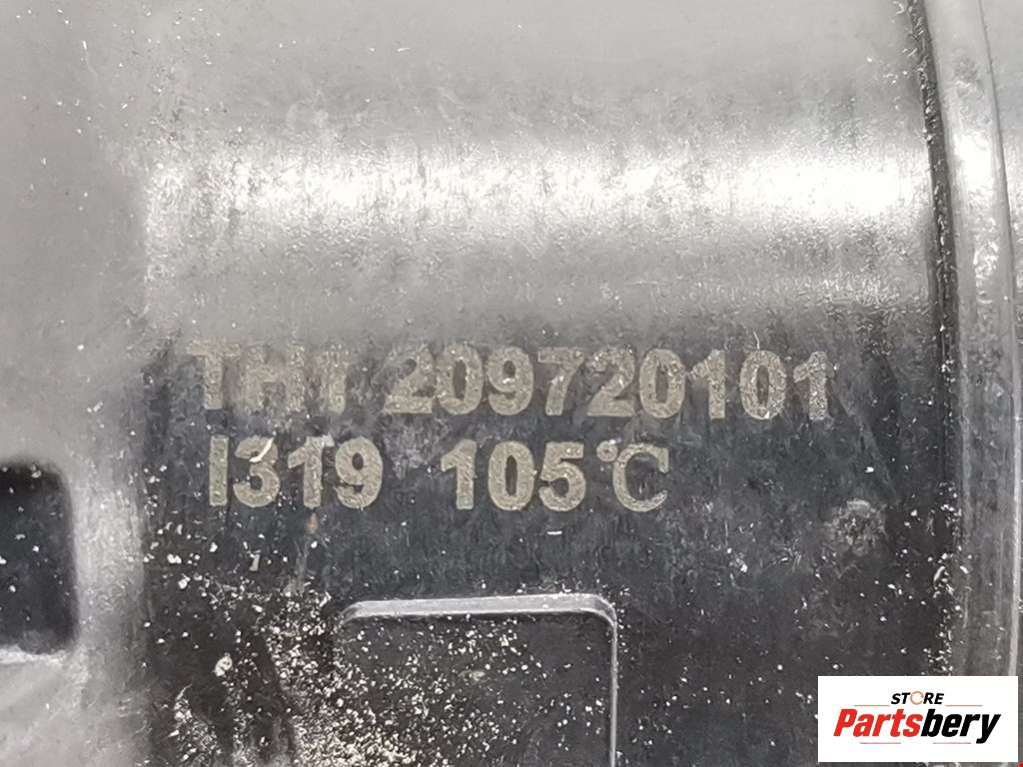 THT 209720101
I319 105℃
STORE
Partsbery